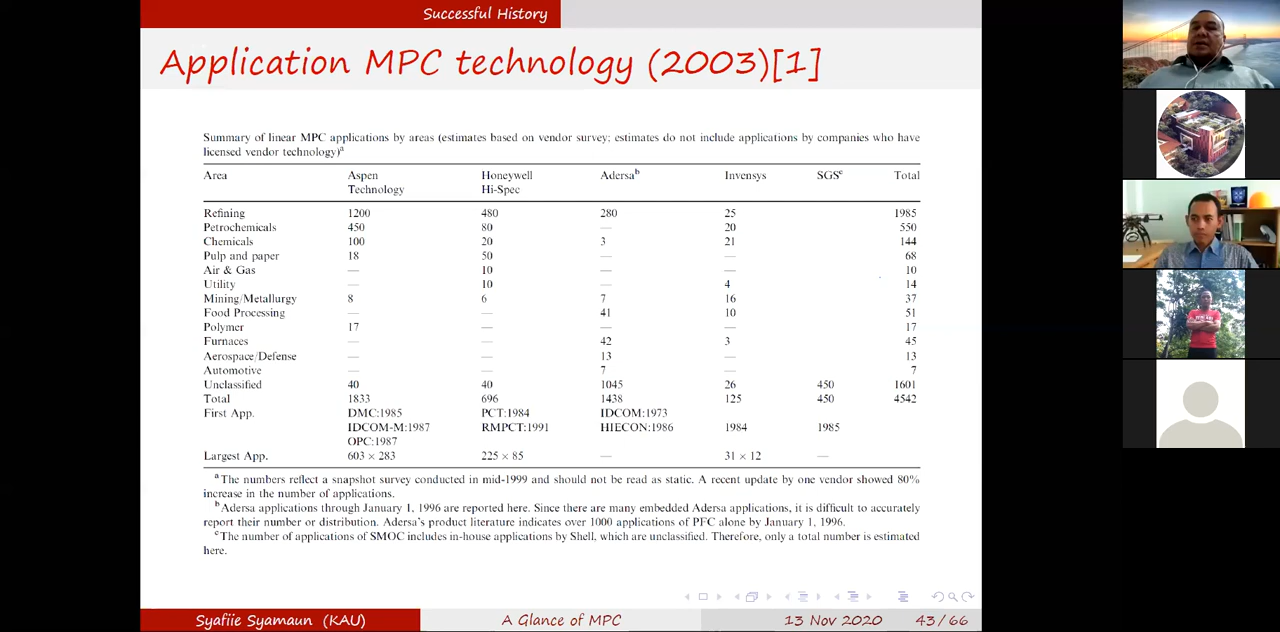 Successful History
Application MPC technology (2003)[1]
Summary of linear MPC applications by areas (estimates based on vendor survey; estimates do not include applications by companies who have
licensed vendor technology)a
Area Aspen Technology Honeywell Hi-Spec Adersab Invensys SGSc Total
Refining 1200 480 280 25 1985
Petrochemicals 450 80 — 20 550
Chemicals 100 20 3 21 144
Pulp and paper 18 50 — — 68
Air & Gas — 10 — — 10
Utility — 10 — 4 14
Mining/Metallurgy 8 6 7 16 37
Food Processing — — 41 10 51
Polymer 17 — — — 17
Furnaces — — 42 3 45
Aerospace/Defense — — 13 — 13
Automotive — — 7 — 7
Unclassified 40 40 1045 26 450 1601
Total 1833 696 1438 125 450 4542
First App. DMC:1985 PCT:1984 IDCOM:1973
IDCOM-M:1987 RMPCT:1991 HIECON:1986 1984 1985
OPC:1987
Largest App. 603 × 283 225 × 85 — 31 × 12 —
a The numbers reflect a snapshot survey conducted in mid-1999 and should not be read as static. A recent update by one vendor showed 80%
increase in the number of applications.
b Adersa applications through January 1, 1996 are reported here. Since there are many embedded Adersa applications, it is difficult to accurately
report their number or distribution. Adersa's product literature indicates over 1000 applications of PFC alone by January 1, 1996.
c The number of applications of SMOC includes in-house applications by Shell, which are unclassified. Therefore, only a total number is estimated
here.
Syafiie Syamaun (KAU) A Glance of MPC 13 Nov 2020 43/66